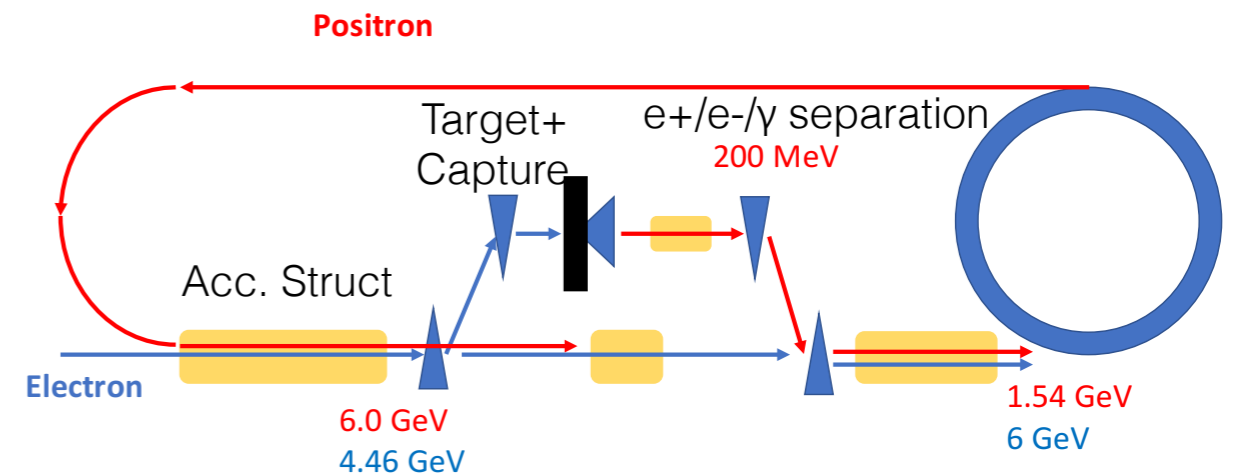 Positron
Target+
Capture
e+/e-/γ separation
200 MeV
Acc. Struct
Electron
6.0 GeV
4.46 GeV
1.54 GeV
6 GeV